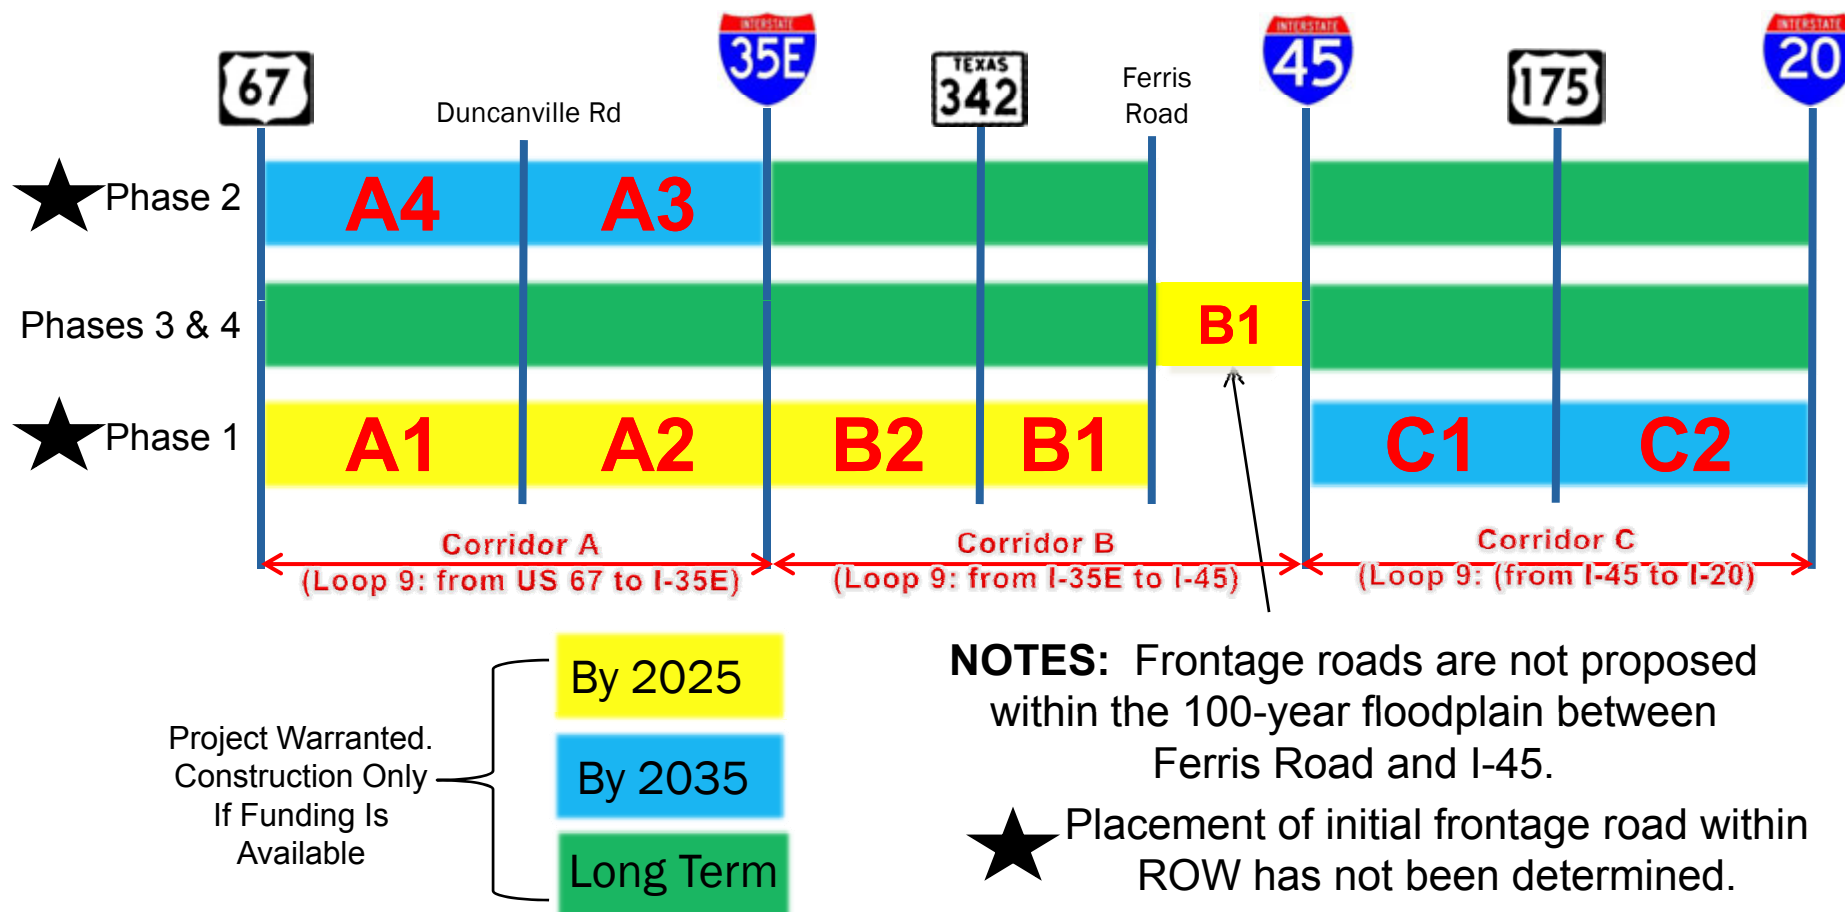 INTERSTATE
35E
INTERSTATE
45
INTERSTATE
20
67
TEXAS
342
175
Ferris
Road
Duncanville Rd
Phase 2
A4
A3
Phases 3 & 4
B1
Phase 1
A1
A2
B2
B1
C1
C2
Corridor A
(Loop 9: from US 67 to I-35E)
Corridor B
(Loop 9: from I-35E to I-45)
Corridor C
(Loop 9: (from I-45 to I-20)
Project Warranted.
Construction Only
If Funding Is
Available
By 2025
By 2035
Long Term
NOTES: Frontage roads are not proposed
within the 100-year floodplain between
Ferris Road and I-45.
Placement of initial frontage road within
ROW has not been determined.